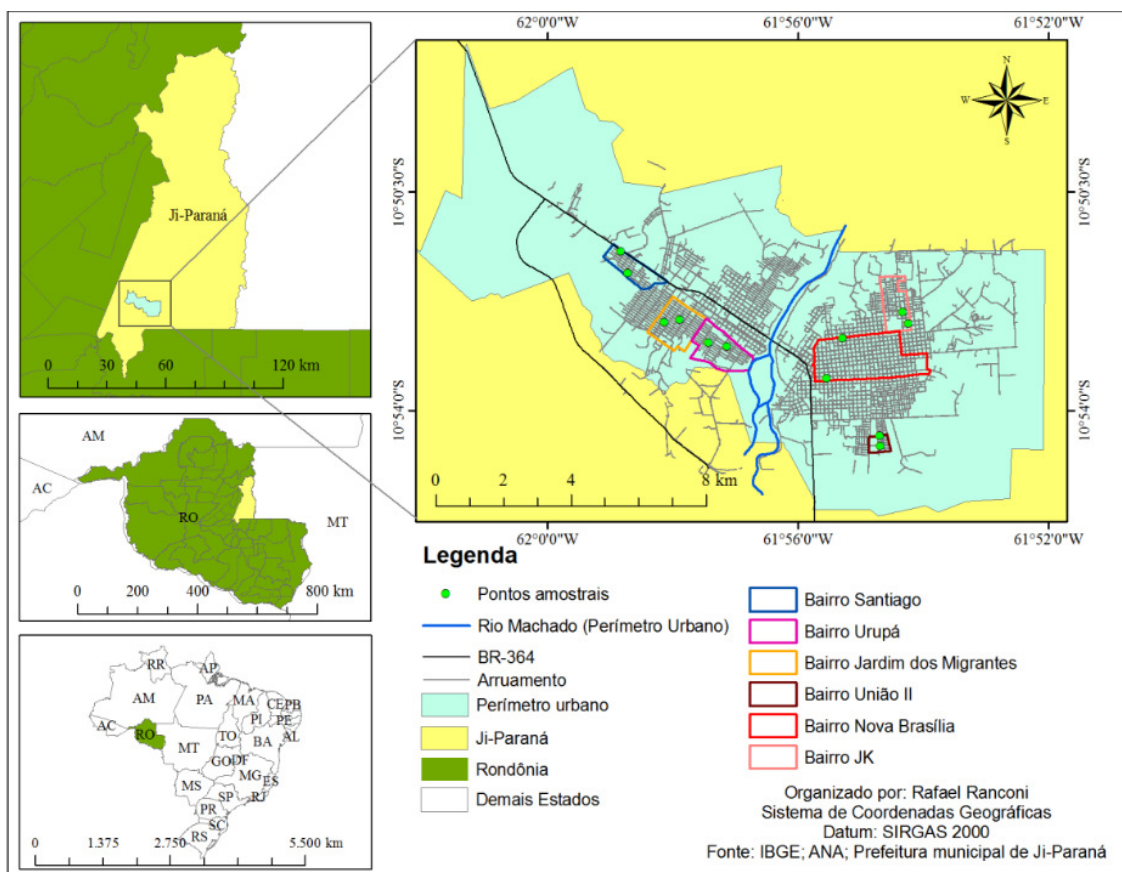 Ji-Paraná
0 30 60 120 km
AM
AC
RO
MT
0 200 400 800 km
RR
AP
AM
PA
MA
CE
PB
PI
PE
AC
RO
TO
AL
MT
BA
GO
DF
MG
ES
MS
SP
RJ
PR
SC
RS
0 1.375 2.750 5.500 km
62°0'0"W 61°56'0"W 61°52'0"W
N
W E
S
10°50'30"S 10°50'30"S
10°54'0"S 10°54'0"S
0 2 4 8 km
62°0'0"W 61°56'0"W 61°52'0"W
Legenda
Pontos amostrais
Rio Machado (Perímetro Urbano)
BR-364
Arruamento
Perímetro urbano
Ji-Paraná
Rondônia
Demais Estados
Bairro Santiago
Bairro Urupá
Bairro Jardim dos Migrantes
Bairro União II
Bairro Nova Brasília
Bairro JK
Organizado por: Rafael Ranconi
Sistema de Coordenadas Geográficas
Datum: SIRGAS 2000
Fonte: IBGE; ANA; Prefeitura municipal de Ji-Paraná